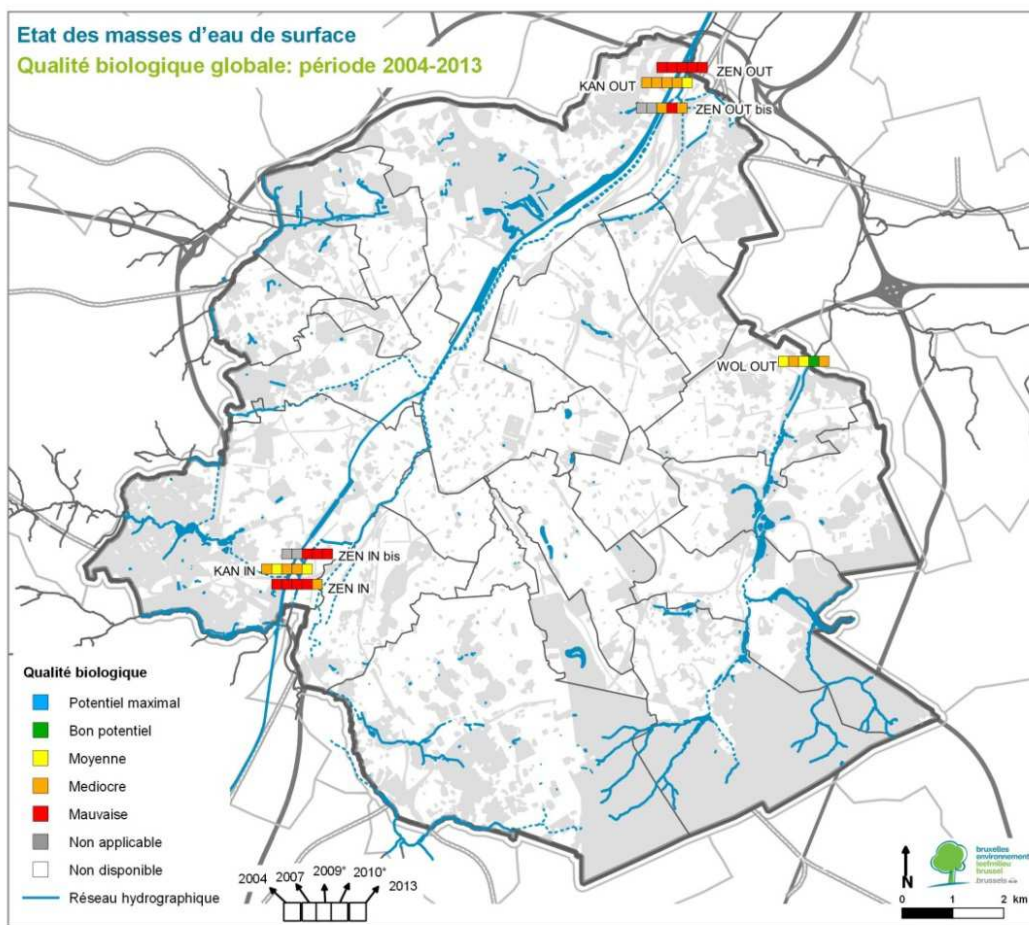 Etat des masses d'eau de surface
Qualité biologique globale: période 2004-2013
ZEN OUT
KAN OUT
ZEN OUT bis
WOL OUT
ZEN IN bis
KAN IN
ZEN IN
Qualité biologique
Potentiel maximal
Bon potentiel
Moyenne
Mediocre
Mauvaise
Non applicable
Non disponible
Réseau hydrographique
2004 2007 2009* 2010* 2013
N
bruxelles
environnement
leefmilieu
brussel
.brussels
0 1 2 km